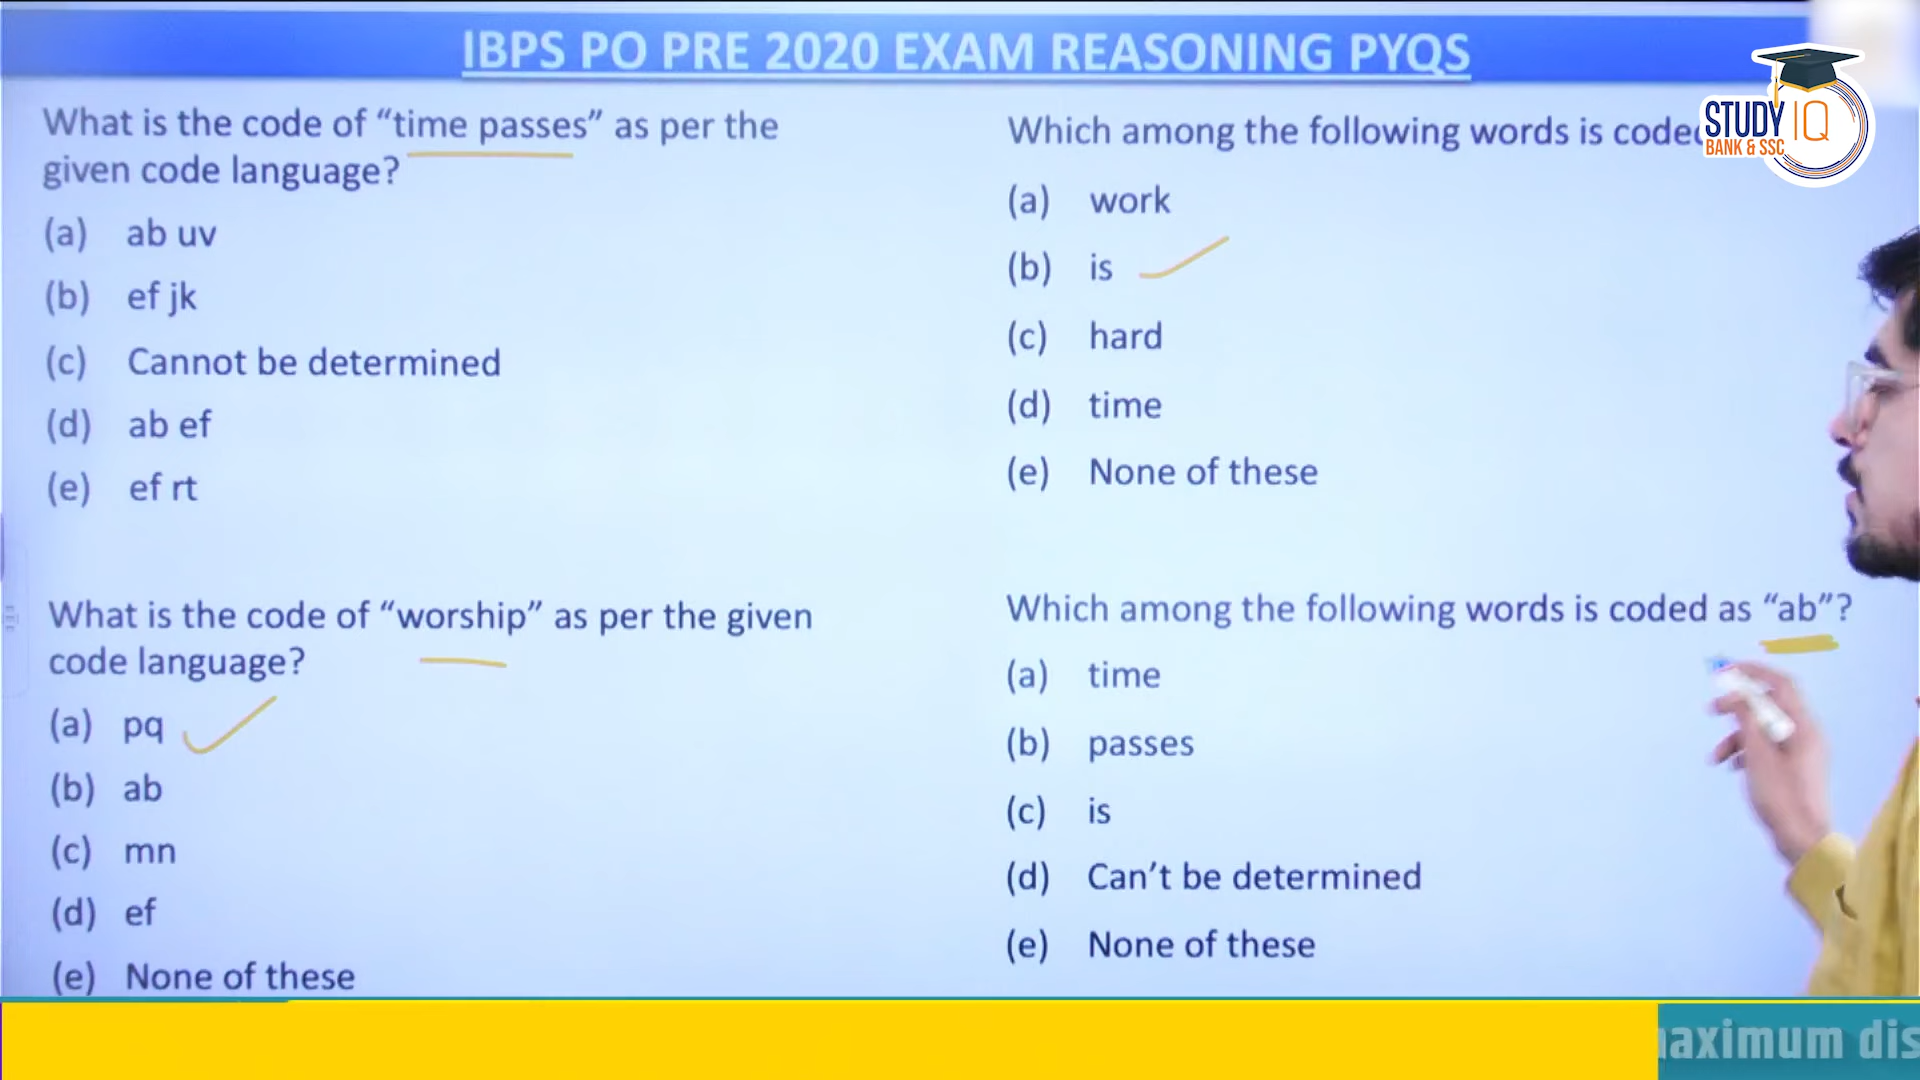 IBPS PO PRE 2020 EXAM REASONING PYQS
What is the code of “time passes” as per the
given code language?
(a) ab uv
(b) ef jk
(c) Cannot be determined
(d) ab ef
(e) ef rt
What is the code of “worship” as per the given
code language?
(a) pq
(b) ab
(c) mn
(d) ef
(e) None of these
Which among the following words is coded
(a) work
(b) is
(c) hard
(d) time
(e) None of these
Which among the following words is coded as “ab”?
(a) time
(b) passes
(c) is
(d) Can’t be determined
(e) None of these
STUDY IQ
BANK & SSC